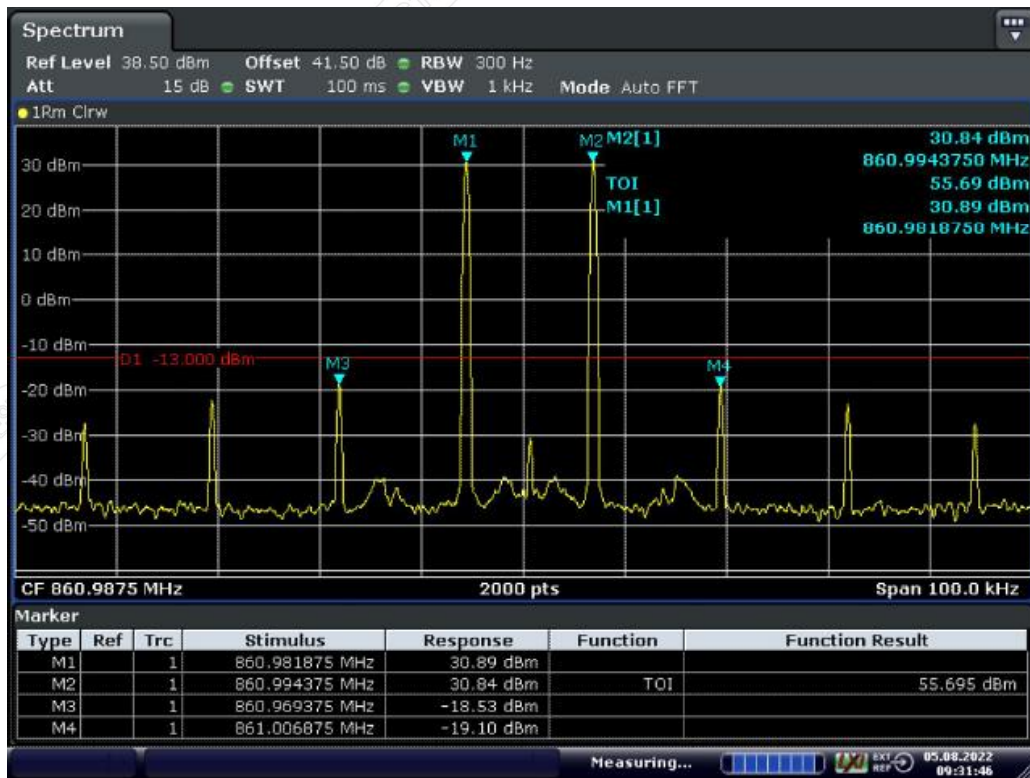 Spectrum
Ref Level 38.50 dBm Offset 41.50 dB RBW 300 Hz
Att 15 dB SWT 100 ms VBW 1 kHz Mode Auto FFT
1Rm Clrw
M1 M2 M2[1] 30.84 dBm
860.9943750 MHz
TOI 55.69 dBm
M1[1] 30.89 dBm
860.9818750 MHz
30 dBm
20 dBm
10 dBm
0 dBm
-10 dBm
D1 -13.000 dBm
M3 M4
-20 dBm
-30 dBm
-40 dBm
-50 dBm
CF 860.9875 MHz 2000 pts Span 100.0 kHz
Marker
Type Ref Trc Stimulus Response Function Function Result
M1 1 860.981875 MHz 30.89 dBm
M2 1 860.994375 MHz 30.84 dBm TOI 55.695 dBm
M3 1 860.969375 MHz -18.53 dBm
M4 1 861.006875 MHz -19.10 dBm
Measuring... LXI EXT REF 05.08.2022
09:31:46